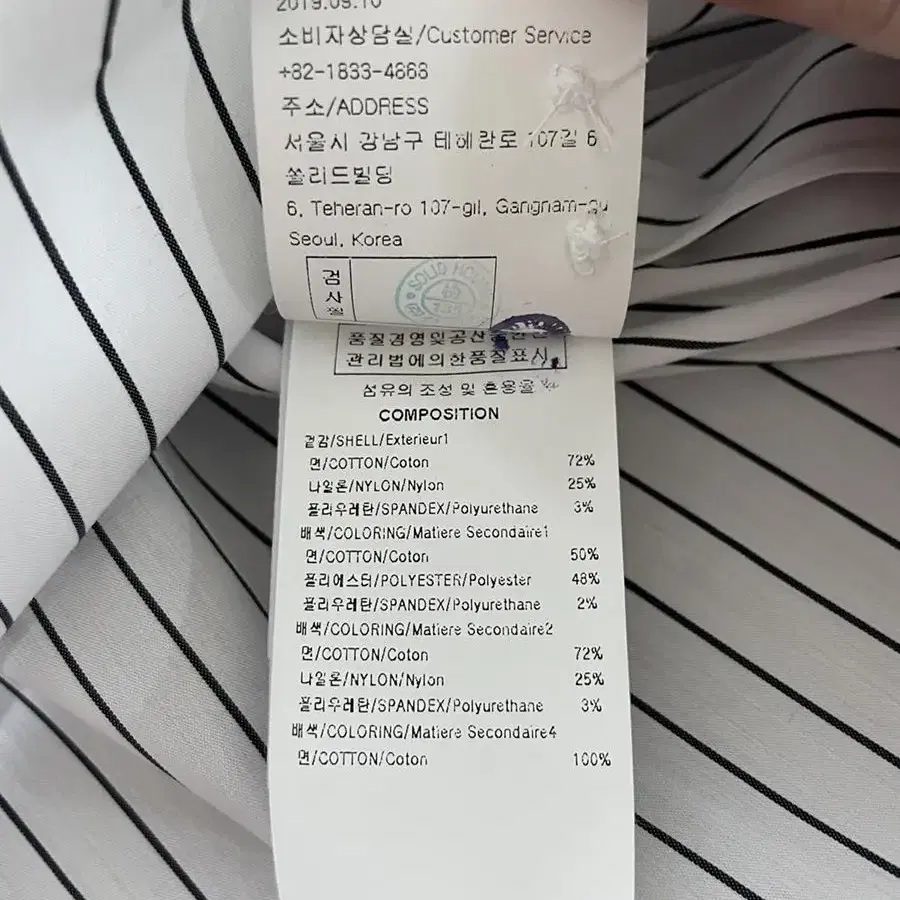 2019.09.10
소비자상담실/Customer Service
+82-1833-4868
주소/ADDRESS
서울시 강남구 테헤란로 107길 6
쏠리드빌딩
6, Teheran-ro 107-gil, Gangnam-gu
Seoul, Korea
검사필
SOLID HO
품질경영및공산
관리법에의한품질표시
섬유의 조성 및 혼용율
COMPOSITION
겉감/SHELL/Exterieur1
면/COTTON/Coton 72%
나일론/NYLON/Nylon 25%
폴리우레탄/SPANDEX/Polyurethane 3%
배색/COLORING/Matiere Secondaire1
면/COTTON/Coton 50%
폴리에스터/POLYESTER/Polyester 48%
폴리우레탄/SPANDEX/Polyurethane 2%
배색/COLORING/Matiere Secondaire2
면/COTTON/Coton 72%
나일론/NYLON/Nylon 25%
폴리우레탄/SPANDEX/Polyurethane 3%
배색/COLORING/Matiere Secondaire4
면/COTTON/Coton 100%